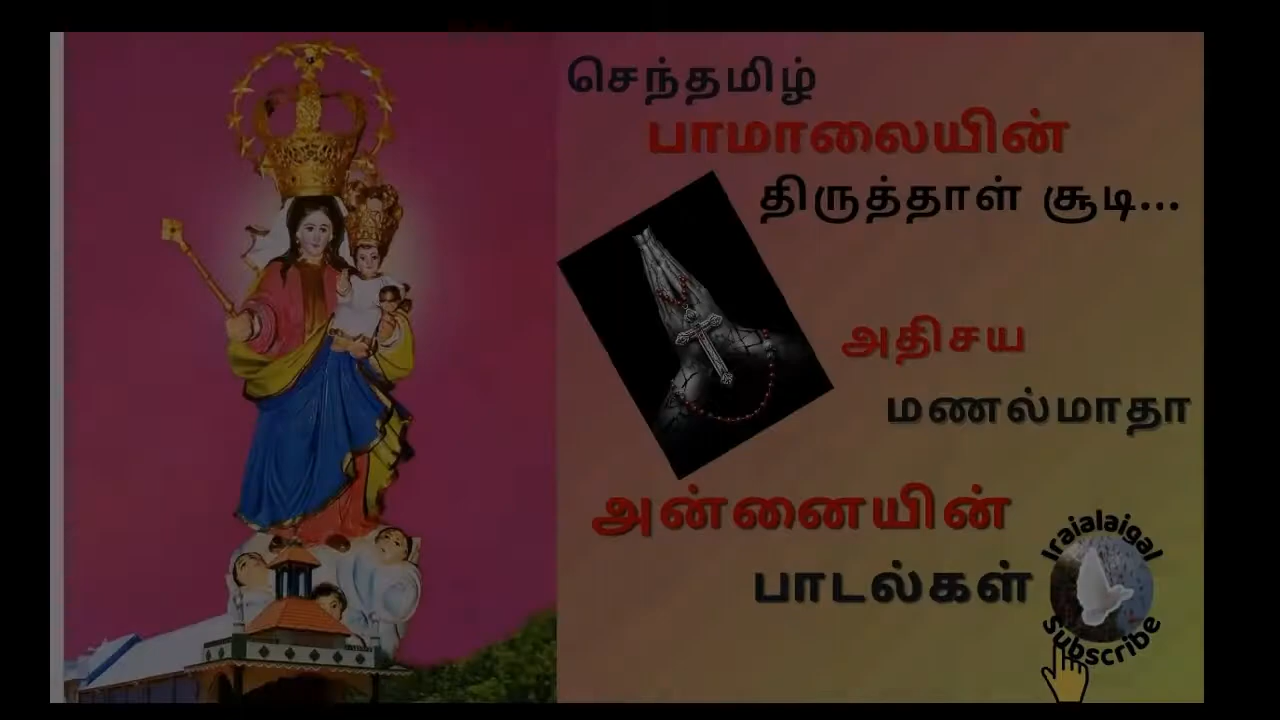 செந்தமிழ்
பாமாலையின்
திருத்தாள் சூடி...
அதிசய
மணல்மாதா
அன்னையின்
பாடல்கள்
Iraialaigal
Subscribe